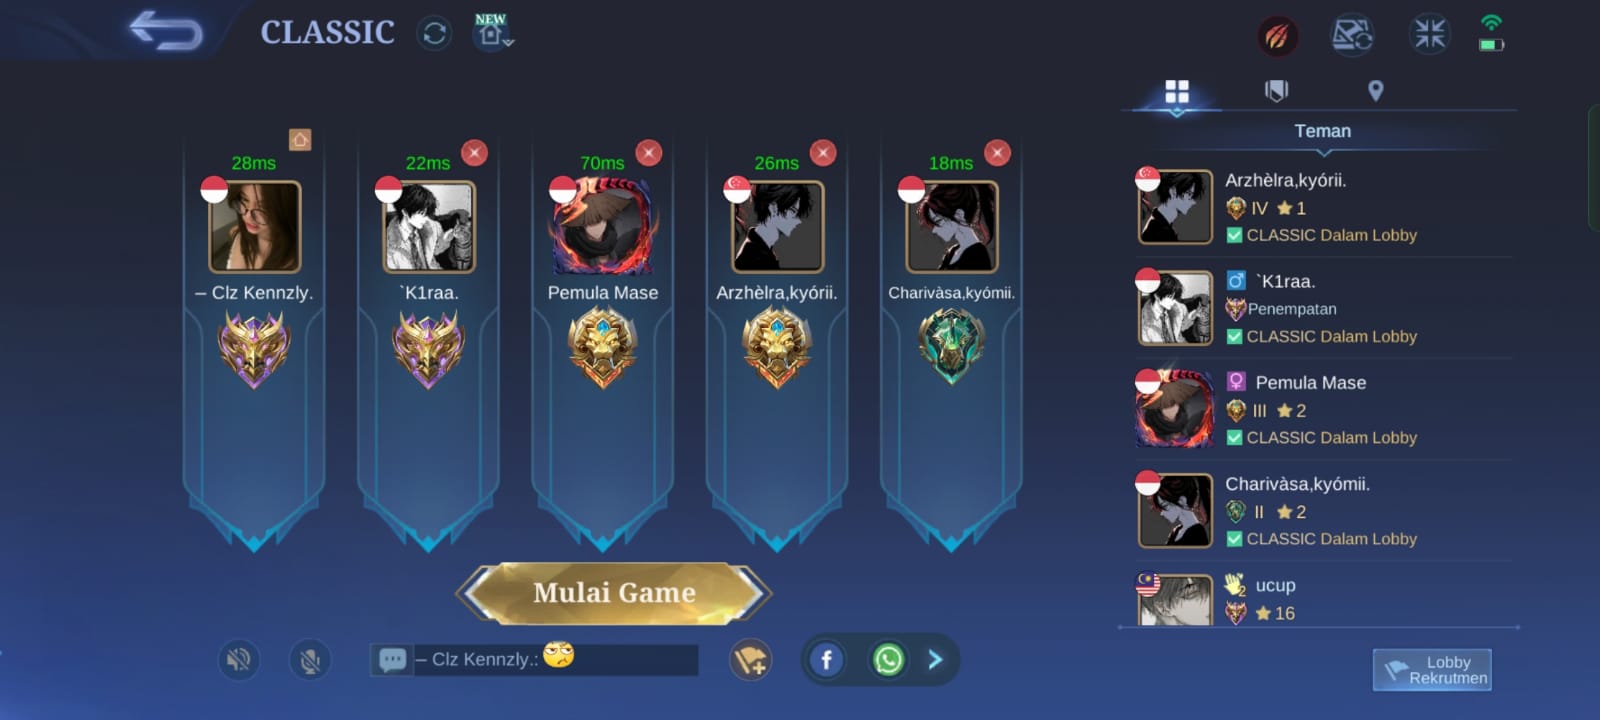 CLASSIC
NEW
28ms
22ms
70ms
26ms
18ms
– Clz Kennzly.
`K1raa.
Pemula Mase
Arzhèlra,kyórii.
Charivàsa,kyómii.
Mulai Game
– Clz Kennzly.:
Teman
Arzhèlra,kyórii.
IV 1
CLASSIC Dalam Lobby
`K1raa.
Penempatan
CLASSIC Dalam Lobby
Pemula Mase
III 2
CLASSIC Dalam Lobby
Charivàsa,kyómii.
II 2
CLASSIC Dalam Lobby
2
ucup
16
Lobby
Rekrutmen